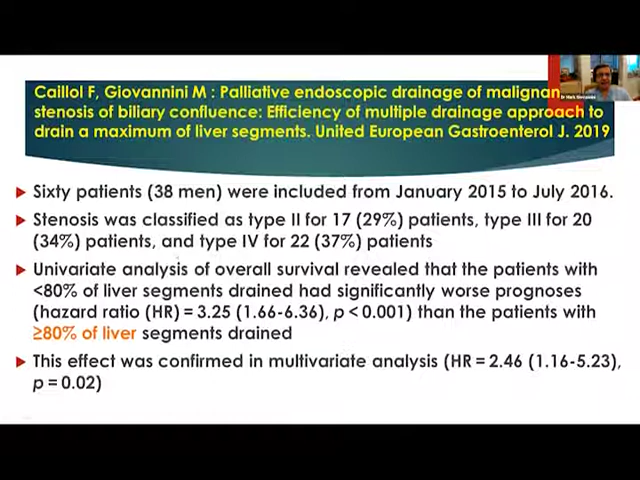 Caillol F, Giovannini M : Palliative endoscopic drainage of malignan
stenosis of biliary confluence: Efficiency of multiple drainage approach to
drain a maximum of liver segments. United European Gastroenterol J. 2019
Sixty patients (38 men) were included from January 2015 to July 2016.
Stenosis was classified as type II for 17 (29%) patients, type III for 20
(34%) patients, and type IV for 22 (37%) patients
Univariate analysis of overall survival revealed that the patients with
<80% of liver segments drained had significantly worse prognoses
(hazard ratio (HR) = 3.25 (1.66-6.36), p < 0.001) than the patients with
≥80% of liver segments drained
This effect was confirmed in multivariate analysis (HR = 2.46 (1.16-5.23),
p = 0.02)